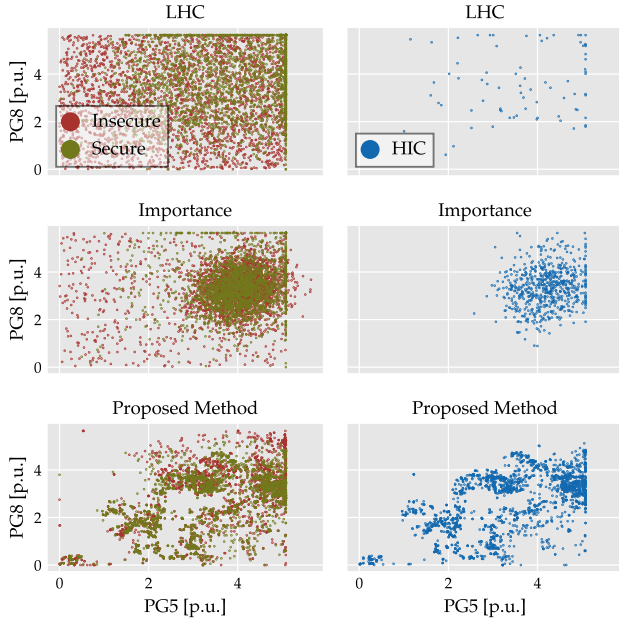 LHC
LHC
PG8 [p.u.]
4
2
0
Insecure
Secure
HIC
Importance
Importance
PG8 [p.u.]
4
2
0
Proposed Method
Proposed Method
PG8 [p.u.]
4
2
0
0 2 4
0 2 4
PG5 [p.u.]
PG5 [p.u.]